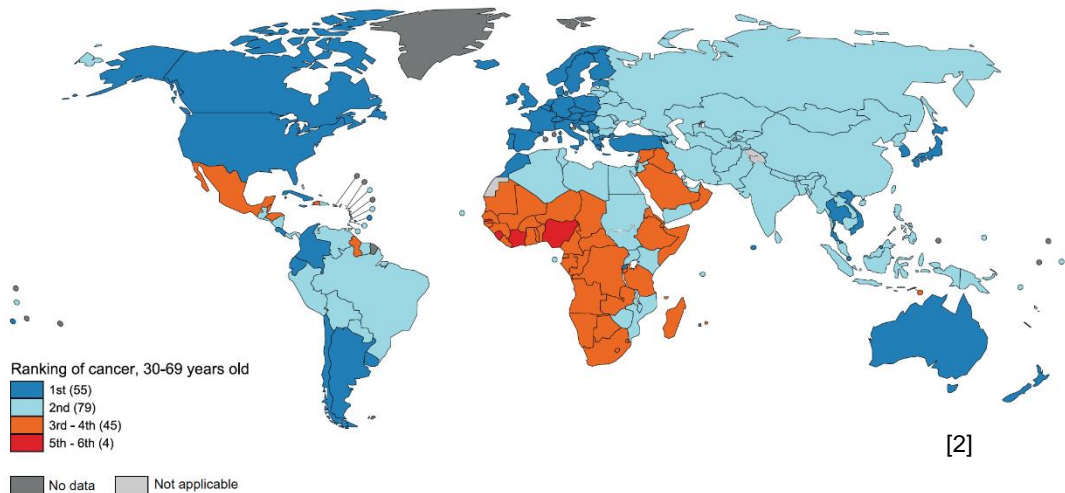 Ranking of cancer, 30-69 years old
1st (55)
2nd (79)
3rd - 4th (45)
5th - 6th (4)
No data
Not applicable
[2]